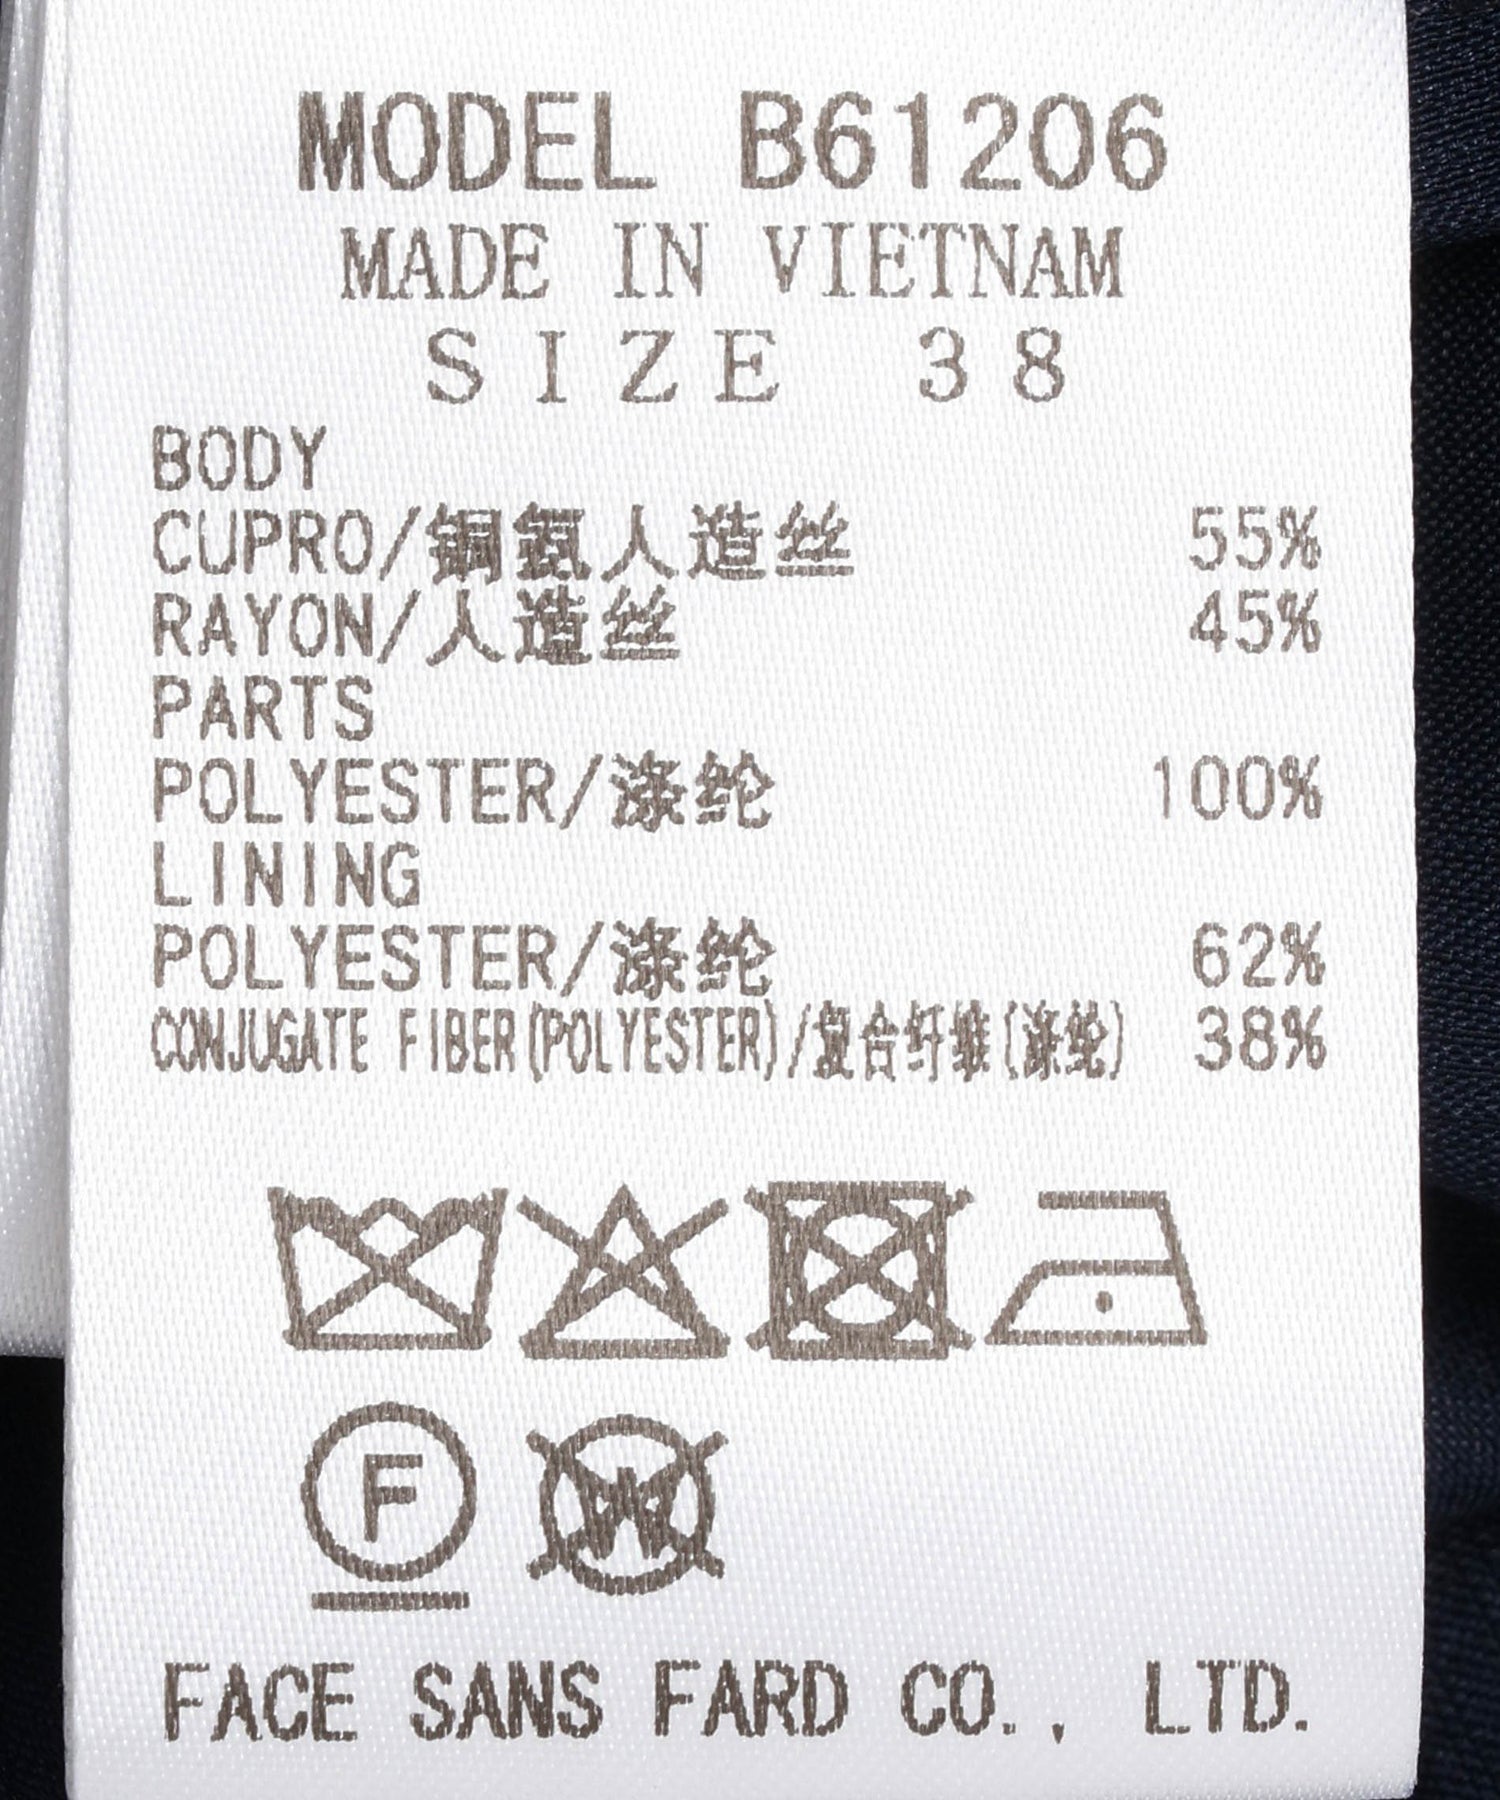 MODEL B61206
MADE IN VIETNAM
SIZE 38
BODY
CUPRO/铜氨人造丝 55%
RAYON/人造丝 45%
PARTS
POLYESTER/涤纶 100%
LINING
POLYESTER/涤纶 62%
CONJUGATE FIBER(POLYESTER)/复合纤维(涤纶) 38%
F W
FACE SANS FARD CO., LTD.